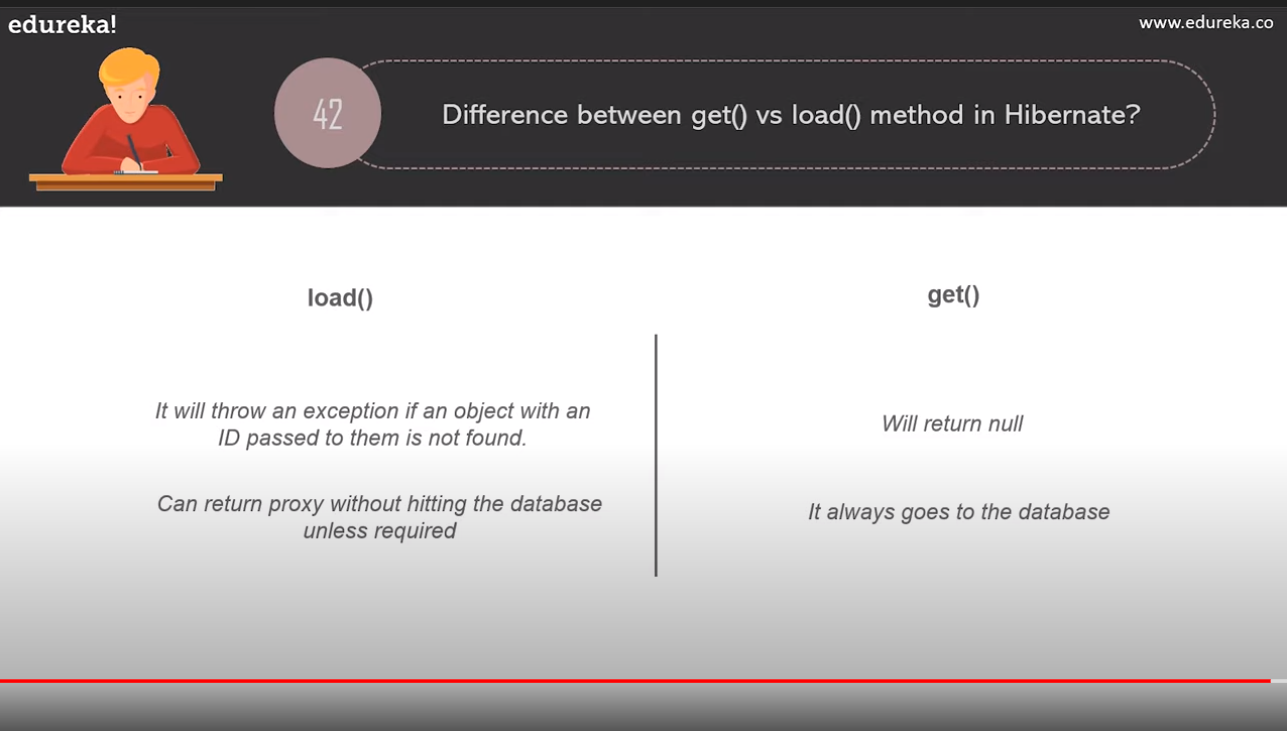 edureka!
www.edureka.co
42
Difference between get() vs load() method in Hibernate?
load()
get()
It will throw an exception if an object with an
ID passed to them is not found.
Will return null
Can return proxy without hitting the database
unless required
It always goes to the database